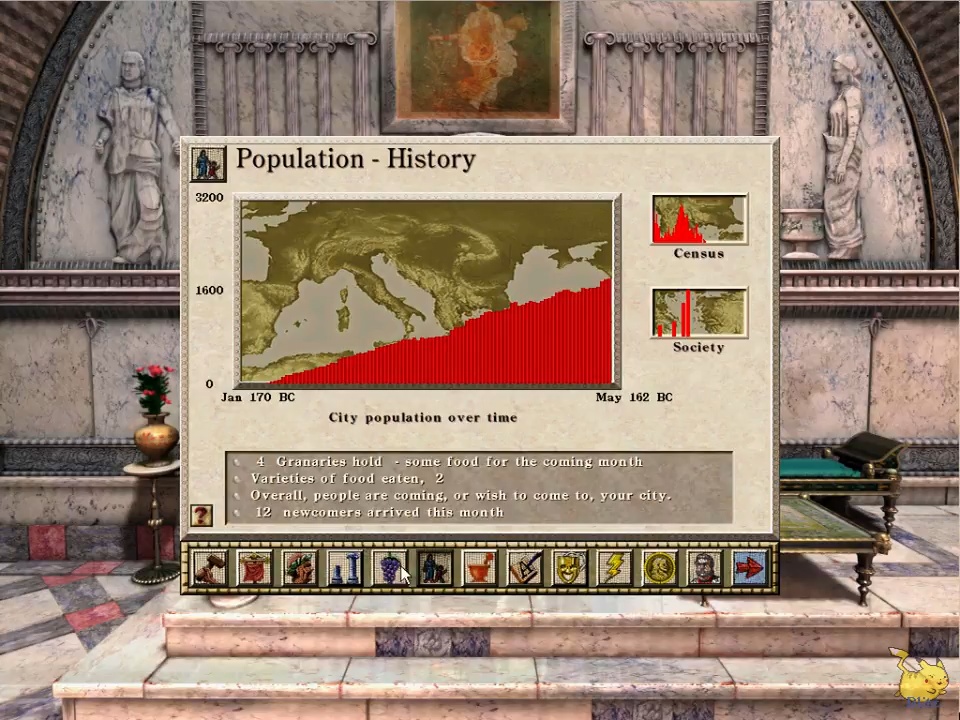 Population - History
3200
1600
0
Jan 170 BC
May 162 BC
City population over time
Census
Society
4 Granaries hold - some food for the coming month
Varieties of food eaten, 2
Overall, people are coming, or wish to come to, your city.
12 newcomers arrived this month
?